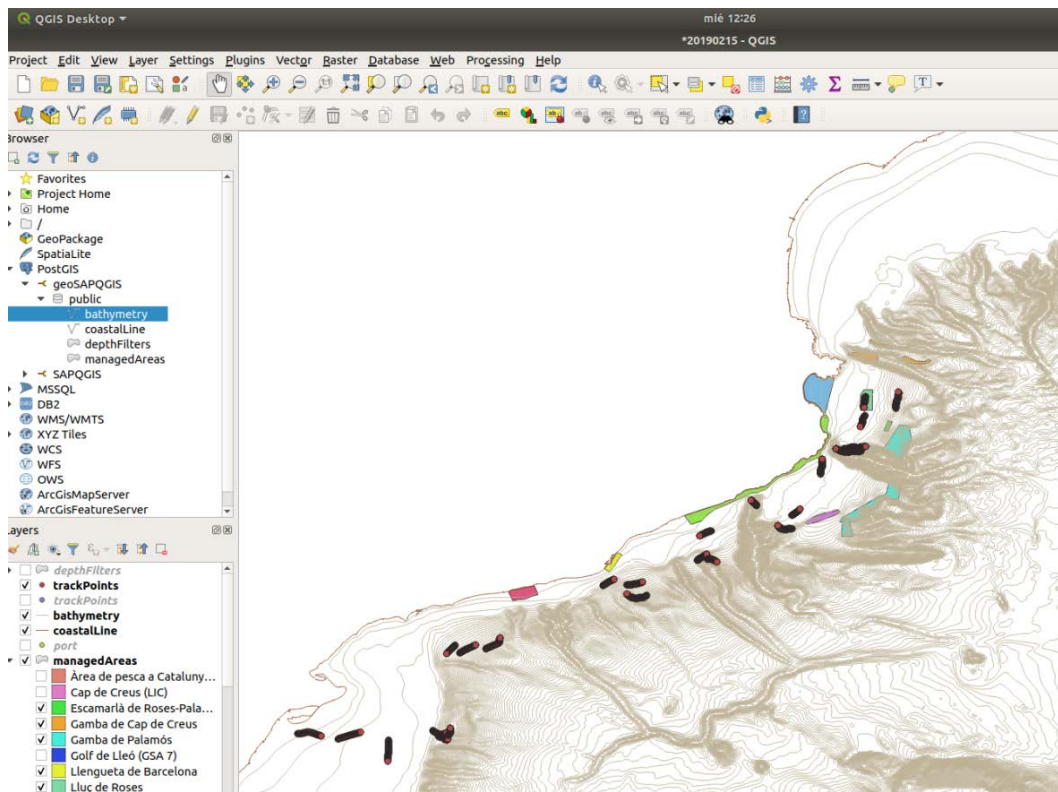 QGIS Desktop
mié 12:26
*20190215 - QGIS
Project Edit View Layer Settings Plugins Vector Raster Database Web Processing Help
Browser
Favorites
Project Home
Home
/
GeoPackage
SpatiaLite
PostGIS
geoSAPQGIS
public
bathymetry
coastalLine
depthFilters
managedAreas
SAPQGIS
MSSQL
DB2
WMS/WMTS
XYZ Tiles
WCS
WFS
OWS
ArcGisMapServer
ArcGisFeatureServer
Layers
depthFilters
trackPoints
trackPoints
bathymetry
coastalLine
port
managedAreas
Àrea de pesca a Cataluny...
Cap de Creus (LIC)
Escamarlà de Roses-Pala...
Gamba de Cap de Creus
Gamba de Palamós
Golf de Lleó (GSA 7)
Llengueta de Barcelona
Lluç de Roses